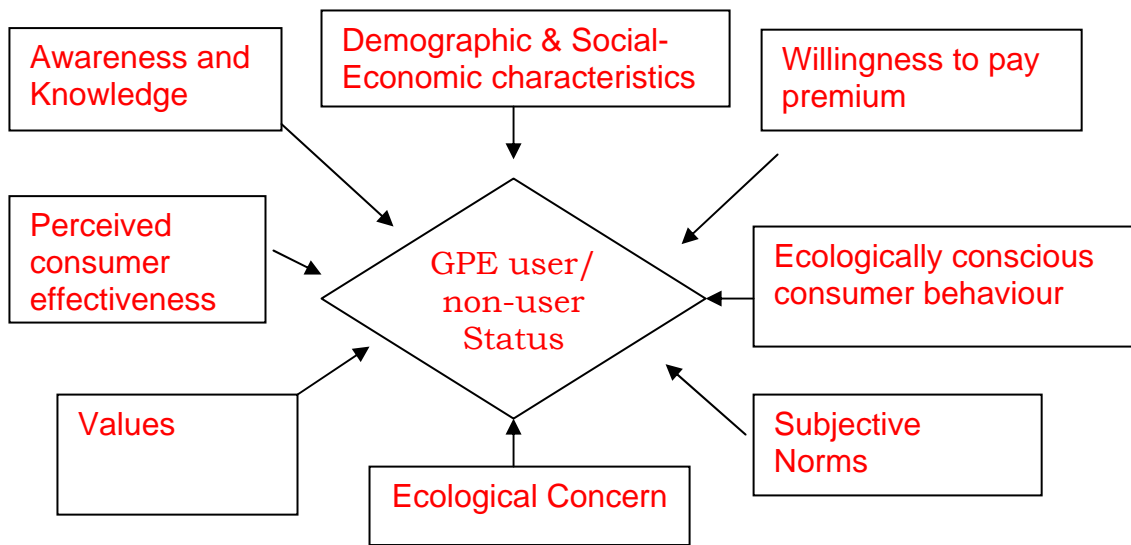 Awareness and
Knowledge
Demographic & Social-
Economic characteristics
Willingness to pay
premium
Perceived
consumer
effectiveness
GPE user/
non-user
Status
Ecologically conscious
consumer behaviour
Values
Ecological Concern
Subjective
Norms